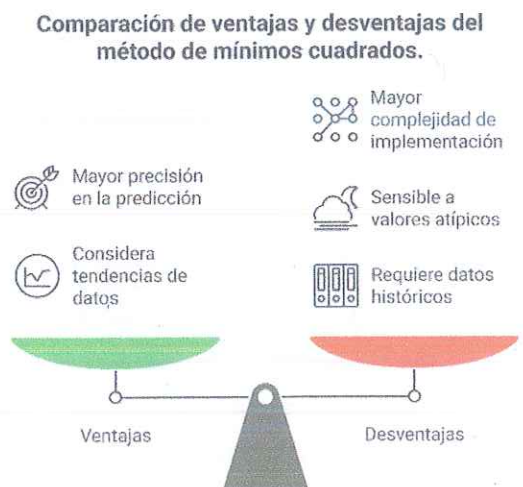 Comparación de ventajas y desventajas del
método de mínimos cuadrados.
Mayor precisión
en la predicción
Considera
tendencias de
datos
Mayor
complejidad de
implementación
Sensible a
valores atípicos
Requiere datos
históricos
Ventajas
Desventajas